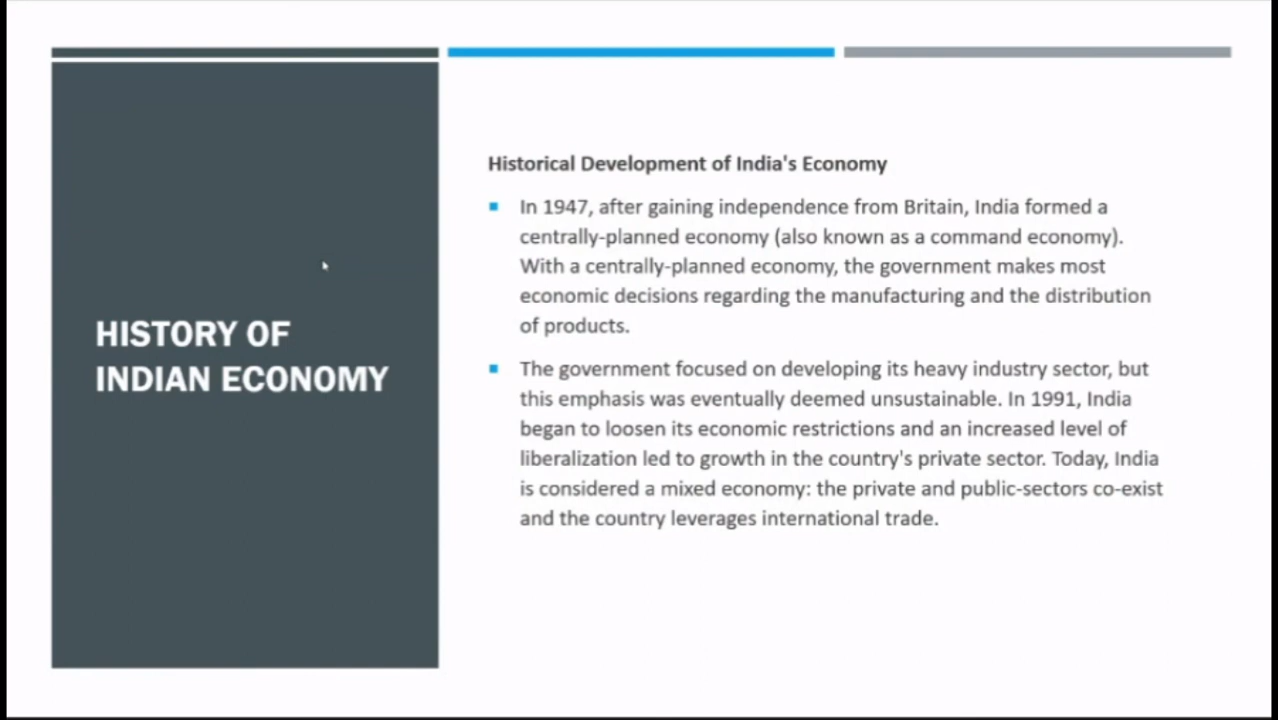 HISTORY OF
INDIAN ECONOMY
Historical Development of India's Economy
In 1947, after gaining independence from Britain, India formed a
centrally-planned economy (also known as a command economy).
With a centrally-planned economy, the government makes most
economic decisions regarding the manufacturing and the distribution
of products.
The government focused on developing its heavy industry sector, but
this emphasis was eventually deemed unsustainable. In 1991, India
began to loosen its economic restrictions and an increased level of
liberalization led to growth in the country's private sector. Today, India
is considered a mixed economy: the private and public-sectors co-exist
and the country leverages international trade.